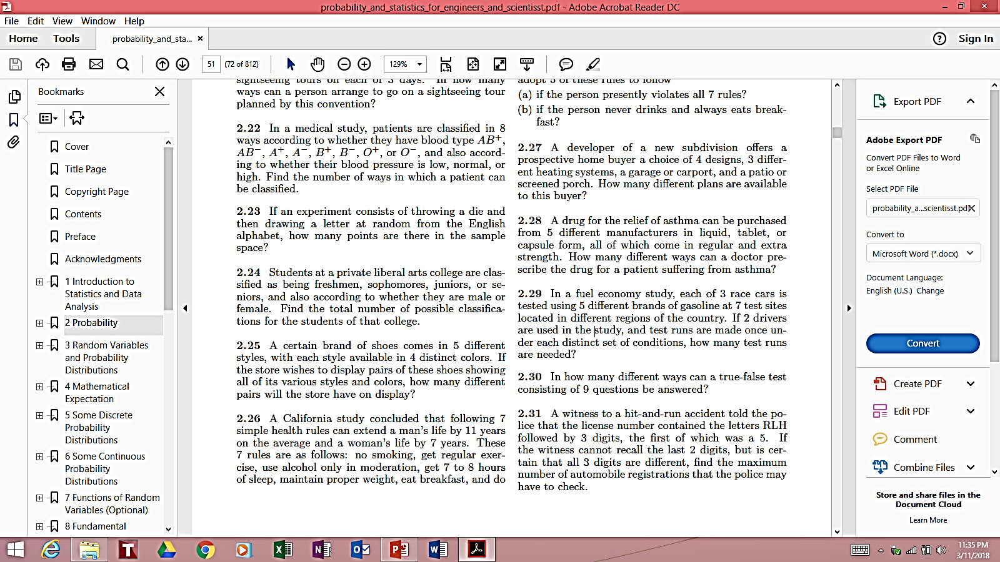 probability_and_statistics_for_engineers_and_scientisst.pdf - Adobe Acrobat Reader DC
File Edit View Window Help
Home Tools probability_and_sta... × Sign In
51 (72 of 812) 129%
Bookmarks
Cover
Title Page
Copyright Page
Contents
Preface
Acknowledgments
1 Introduction to
Statistics and Data
Analysis
2 Probability
3 Random Variables
and Probability
Distributions
4 Mathematical
Expectation
5 Some Discrete
Probability
Distributions
6 Some Continuous
Probability
Distributions
7 Functions of Random
Variables (Optional)
8 Fundamental
sightseeing tours on each of 3 days. In how many
ways can a person arrange to go on a sightseeing tour
planned by this convention?
2.22 In a medical study, patients are classified in 8
ways according to whether they have blood type AB⁺,
AB⁻, A⁺, A⁻, B⁺, B⁻, O⁺, or O⁻, and also accord-
ing to whether their blood pressure is low, normal, or
high. Find the number of ways in which a patient can
be classified.
2.23 If an experiment consists of throwing a die and
then drawing a letter at random from the English
alphabet, how many points are there in the sample
space?
2.24 Students at a private liberal arts college are clas-
sified as being freshmen, sophomores, juniors, or se-
niors, and also according to whether they are male or
female. Find the total number of possible classifica-
tions for the students of that college.
2.25 A certain brand of shoes comes in 5 different
styles, with each style available in 4 distinct colors. If
the store wishes to display pairs of these shoes showing
all of its various styles and colors, how many different
pairs will the store have on display?
2.26 A California study concluded that following 7
simple health rules can extend a man's life by 11 years
on the average and a woman's life by 7 years. These
7 rules are as follows: no smoking, get regular exer-
cise, use alcohol only in moderation, get 7 to 8 hours
of sleep, maintain proper weight, eat breakfast, and do
adopt 5 of these rules to follow
(a) if the person presently violates all 7 rules?
(b) if the person never drinks and always eats break-
fast?
2.27 A developer of a new subdivision offers a
prospective home buyer a choice of 4 designs, 3 differ-
ent heating systems, a garage or carport, and a patio or
screened porch. How many different plans are available
to this buyer?
2.28 A drug for the relief of asthma can be purchased
from 5 different manufacturers in liquid, tablet, or
capsule form, all of which come in regular and extra
strength. How many different ways can a doctor pre-
scribe the drug for a patient suffering from asthma?
2.29 In a fuel economy study, each of 3 race cars is
tested using 5 different brands of gasoline at 7 test sites
located in different regions of the country. If 2 drivers
are used in the study, and test runs are made once un-
der each distinct set of conditions, how many test runs
are needed?
2.30 In how many different ways can a true-false test
consisting of 9 questions be answered?
2.31 A witness to a hit-and-run accident told the po-
lice that the license number contained the letters RLH
followed by 3 digits, the first of which was a 5. If
the witness cannot recall the last 2 digits, but is cer-
tain that all 3 digits are different, find the maximum
number of automobile registrations that the police may
have to check.
Export PDF
Adobe Export PDF
Convert PDF Files to Word
or Excel Online
Select PDF File
probability_a...scientisst.pdf
Convert to
Microsoft Word (*.docx)
Document Language:
English (U.S.) Change
Convert
Create PDF
Edit PDF
Comment
Combine Files
Store and share files in the
Document Cloud
Learn More
11:35 PM
3/11/2018